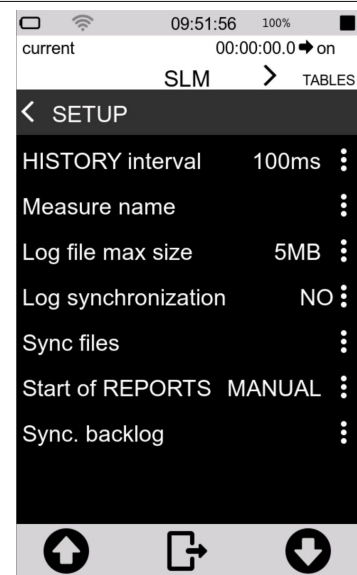 09:51:56 100%
current 00:00:00.0 on
SLM > TABLES
< SETUP
HISTORY interval 100ms
Measure name
Log file max size 5MB
Log synchronization NO
Sync files
Start of REPORTS MANUAL
Sync. backlog